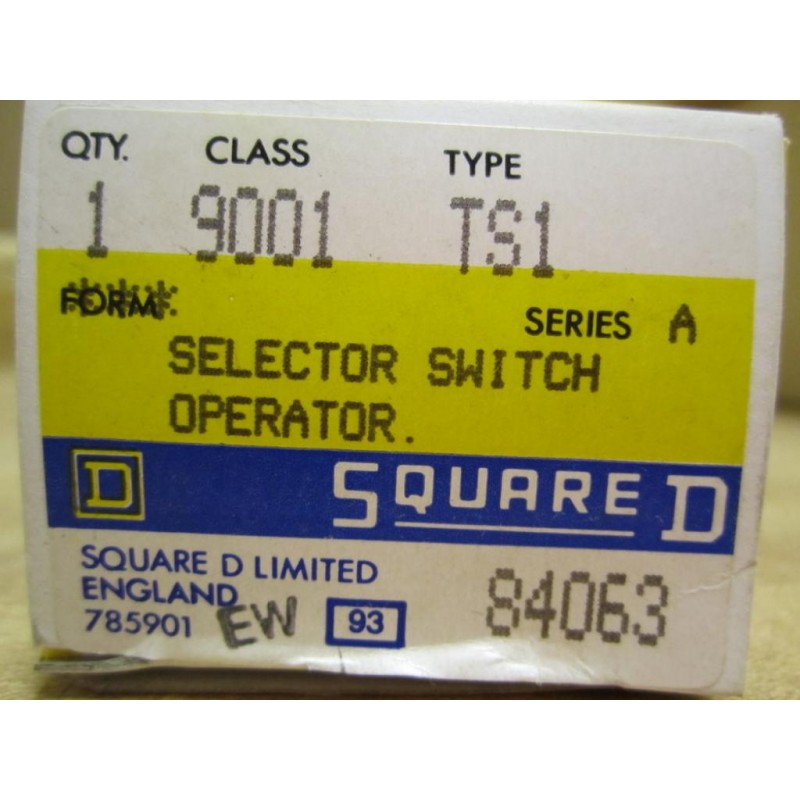 QTY. CLASS TYPE
1 9001 TS1
FORM
SERIES A
SELECTOR SWITCH
OPERATOR.
D SQUARE D
SQUARE D LIMITED
ENGLAND
785901 EW 93 84063